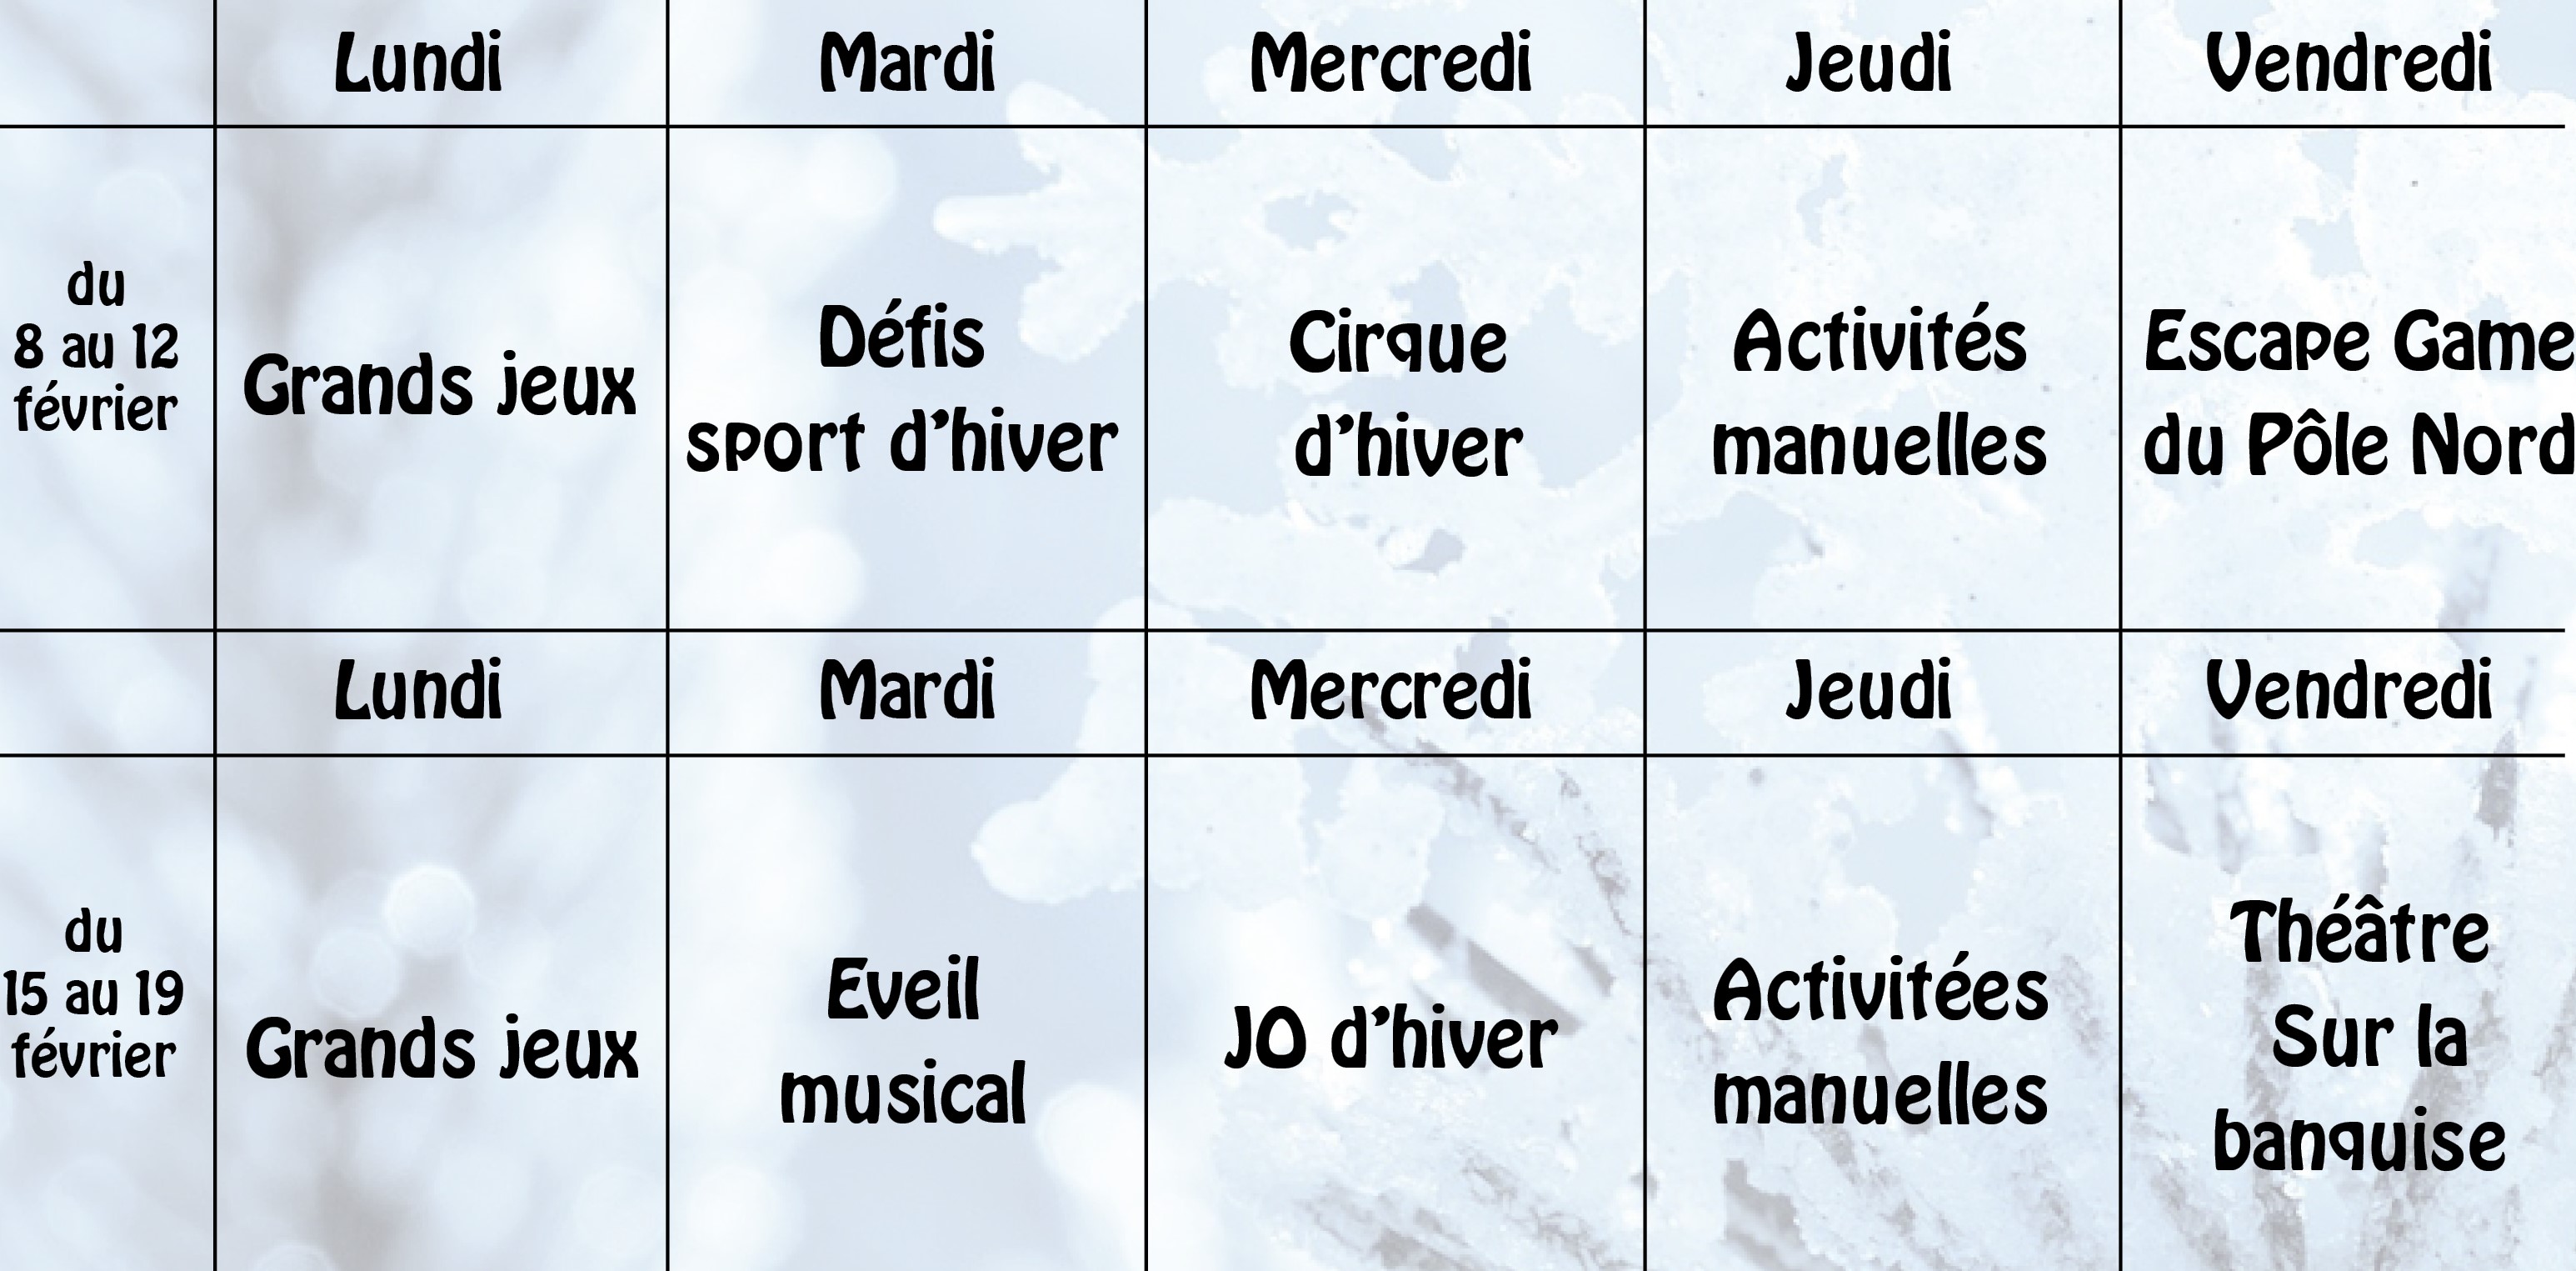 Lundi Mardi Mercredi Jeudi Vendredi
du
8 au 12
février
Grands jeux
Défis
sport d'hiver
Cirque
d'hiver
Activités
manuelles
Escape Game
du Pôle Nord
Lundi Mardi Mercredi Jeudi Vendredi
du
15 au 19
février
Grands jeux
Eveil
musical
JO d'hiver
Activitées
manuelles
Théâtre
Sur la
banquise